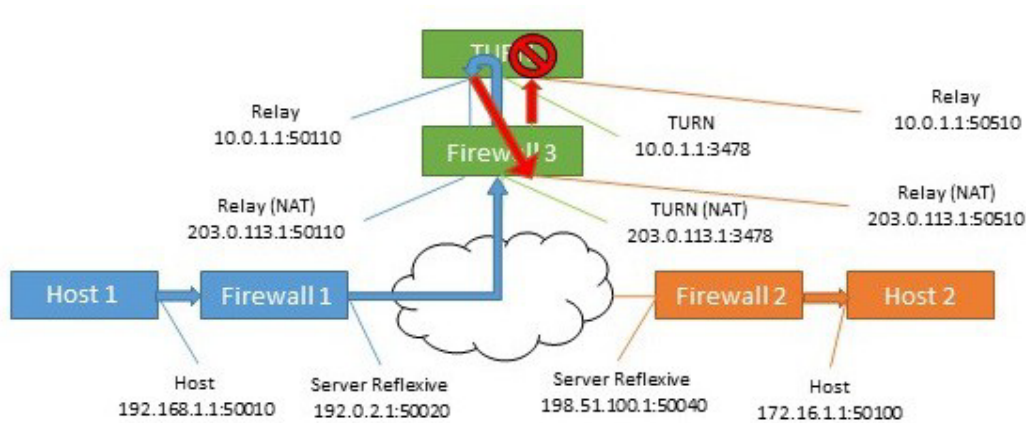 TURN
Relay
10.0.1.1:50110
Relay
10.0.1.1:50510
TURN
10.0.1.1:3478
Firewall 3
Relay (NAT)
203.0.113.1:50110
Relay (NAT)
203.0.113.1:50510
TURN (NAT)
203.0.113.1:3478
Host 1
Firewall 1
Firewall 2
Host 2
Host
192.168.1.1:50010
Server Reflexive
192.0.2.1:50020
Server Reflexive
198.51.100.1:50040
Host
172.16.1.1:50100